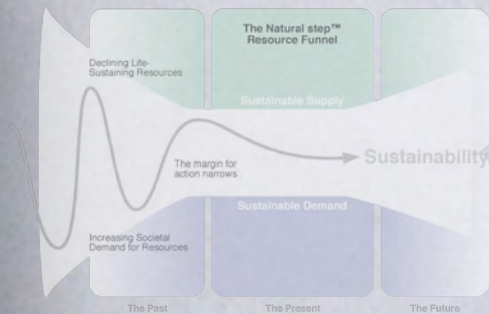 The Natural step™
Resource Funnel
Declining Life-
Sustaining Resources
Sustainable Supply
The margin for
action narrows
Sustainability
Sustainable Demand
Increasing Societal
Demand for Resources
The Past
The Present
The Future